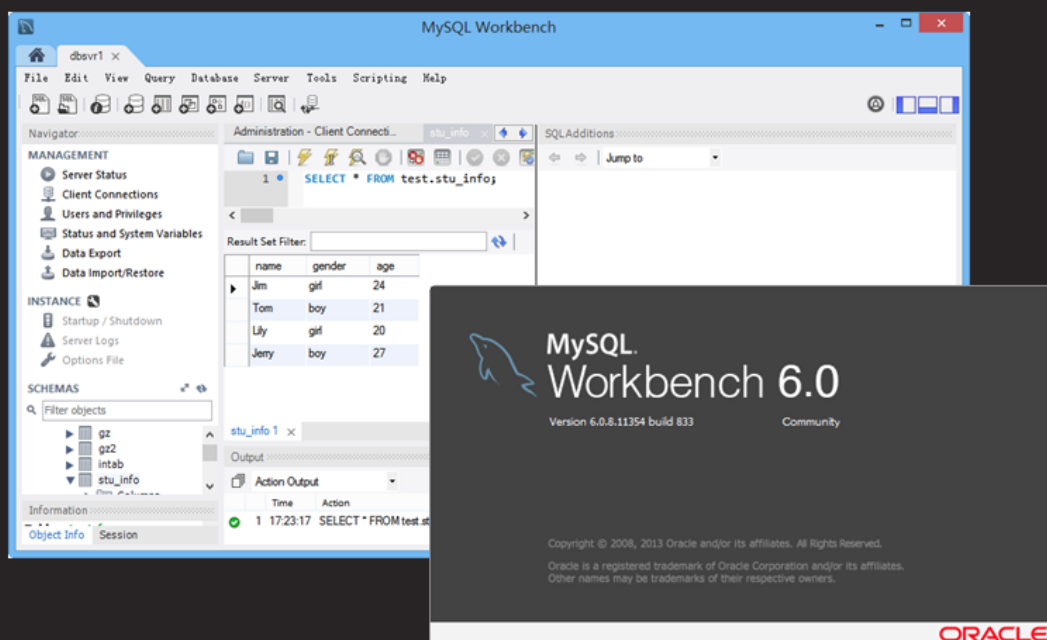 MySQL Workbench
dbsvr1
File Edit View Query Database Server Tools Scripting Help
Navigator
MANAGEMENT
Server Status
Client Connections
Users and Privileges
Status and System Variables
Data Export
Data Import/Restore
INSTANCE
Startup / Shutdown
Server Logs
Options File
SCHEMAS
Filter objects
gz
gz2
intab
stu_info
Information
Object Info Session
Administration - Client Connecti... stu_info
1 SELECT * FROM test.stu_info;
Result Set Filter:
name gender age
Jim girl 24
Tom boy 21
Lily girl 20
Jerry boy 27
stu_info 1
Output
Action Output
Time Action
1 17:23:17 SELECT * FROM test.st
SQLAdditions
Jump to
MySQL.
Workbench 6.0
Version 6.0.8.11354 build 833 Community
Copyright © 2008, 2013 Oracle and/or its affiliates. All Rights Reserved.
Oracle is a registered trademark of Oracle Corporation and/or its affiliates.
Other names may be trademarks of their respective owners.
ORACLE